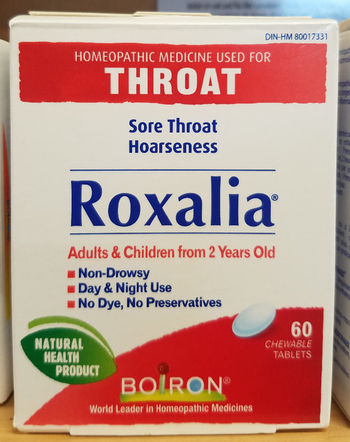 DIN-HM 80017331
HOMEOPATHIC MEDICINE USED FOR
THROAT
Sore Throat
Hoarseness
Roxalia®
Adults & Children from 2 Years Old
Non-Drowsy
Day & Night Use
No Dye, No Preservatives
60
CHEWABLE
TABLETS
NATURAL
HEALTH
PRODUCT
BOIRON®
World Leader in Homeopathic Medicines